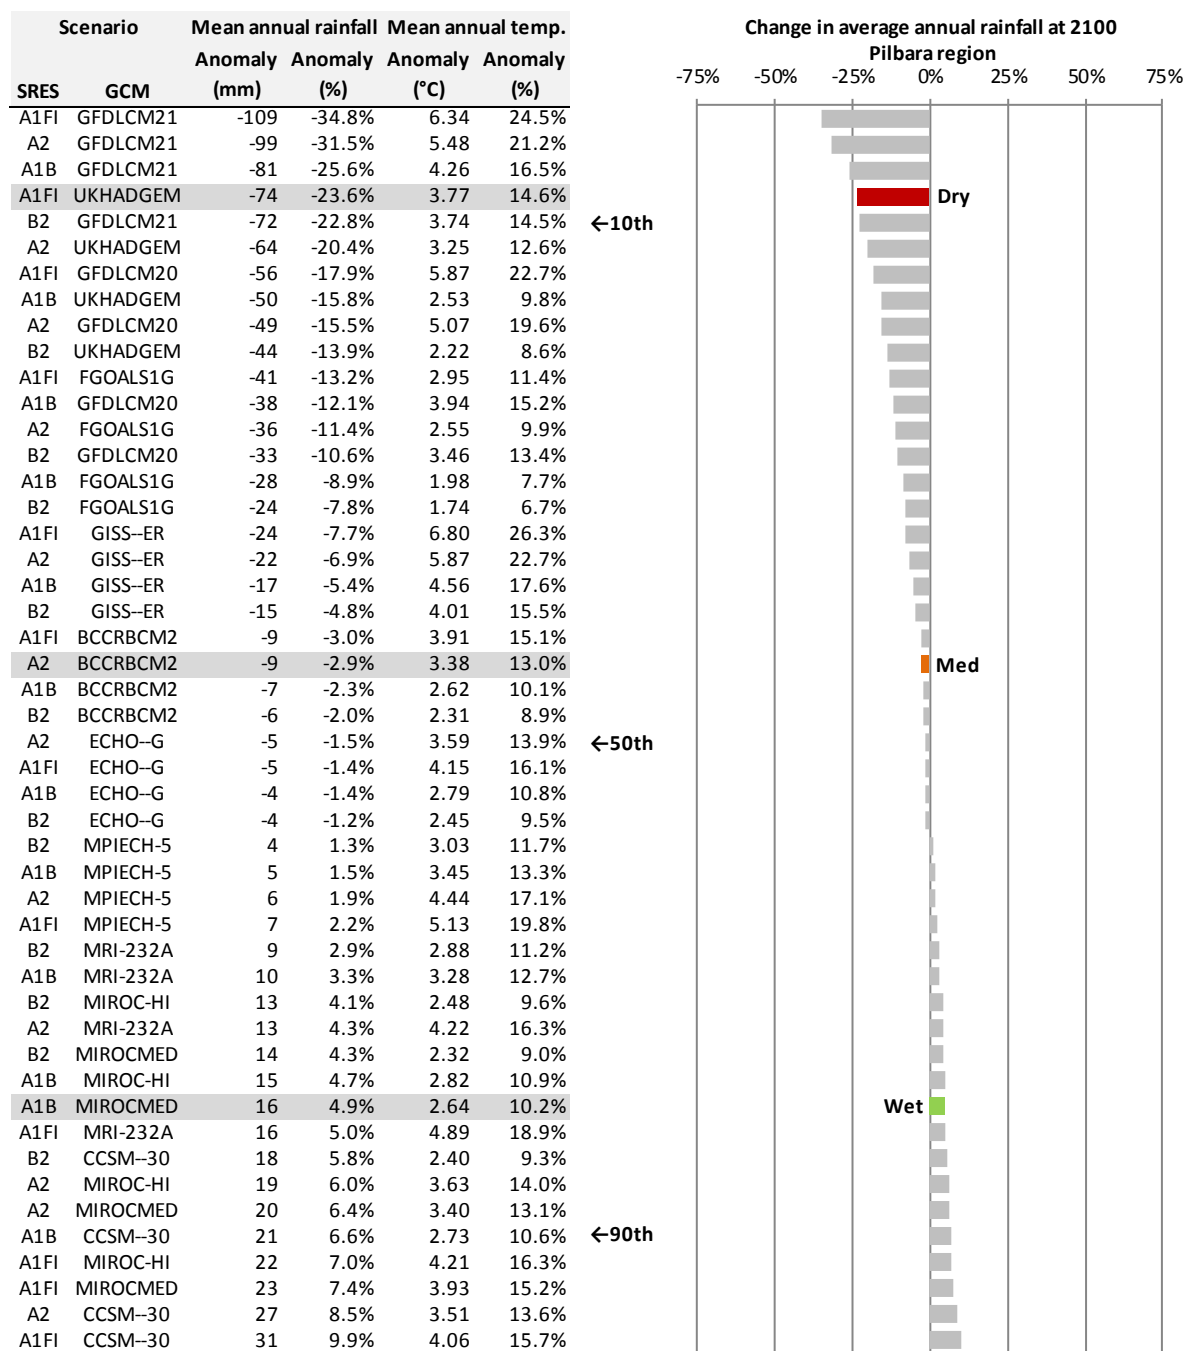 Scenario Mean annual rainfall Mean annual temp.
Anomaly Anomaly Anomaly Anomaly
SRES GCM (mm) (%) (°C) (%)
Change in average annual rainfall at 2100
Pilbara region
-75% -50% -25% 0% 25% 50% 75%
A1FI GFDLCM21 -109 -34.8% 6.34 24.5%
A2 GFDLCM21 -99 -31.5% 5.48 21.2%
A1B GFDLCM21 -81 -25.6% 4.26 16.5%
A1FI UKHADGEM -74 -23.6% 3.77 14.6% Dry
B2 GFDLCM21 -72 -22.8% 3.74 14.5% ←10th
A2 UKHADGEM -64 -20.4% 3.25 12.6%
A1FI GFDLCM20 -56 -17.9% 5.87 22.7%
A1B UKHADGEM -50 -15.8% 2.53 9.8%
A2 GFDLCM20 -49 -15.5% 5.07 19.6%
B2 UKHADGEM -44 -13.9% 2.22 8.6%
A1FI FGOALS1G -41 -13.2% 2.95 11.4%
A1B GFDLCM20 -38 -12.1% 3.94 15.2%
A2 FGOALS1G -36 -11.4% 2.55 9.9%
B2 GFDLCM20 -33 -10.6% 3.46 13.4%
A1B FGOALS1G -28 -8.9% 1.98 7.7%
B2 FGOALS1G -24 -7.8% 1.74 6.7%
A1FI GISS--ER -24 -7.7% 6.80 26.3%
A2 GISS--ER -22 -6.9% 5.87 22.7%
A1B GISS--ER -17 -5.4% 4.56 17.6%
B2 GISS--ER -15 -4.8% 4.01 15.5%
A1FI BCCRBCM2 -9 -3.0% 3.91 15.1%
A2 BCCRBCM2 -9 -2.9% 3.38 13.0% Med
A1B BCCRBCM2 -7 -2.3% 2.62 10.1%
B2 BCCRBCM2 -6 -2.0% 2.31 8.9%
A2 ECHO--G -5 -1.5% 3.59 13.9% ←50th
A1FI ECHO--G -5 -1.4% 4.15 16.1%
A1B ECHO--G -4 -1.4% 2.79 10.8%
B2 ECHO--G -4 -1.2% 2.45 9.5%
B2 MPIECH-5 4 1.3% 3.03 11.7%
A1B MPIECH-5 5 1.5% 3.45 13.3%
A2 MPIECH-5 6 1.9% 4.44 17.1%
A1FI MPIECH-5 7 2.2% 5.13 19.8%
B2 MRI-232A 9 2.9% 2.88 11.2%
A1B MRI-232A 10 3.3% 3.28 12.7%
B2 MIROC-HI 13 4.1% 2.48 9.6%
A2 MRI-232A 13 4.3% 4.22 16.3%
B2 MIROCMED 14 4.3% 2.32 9.0%
A1B MIROC-HI 15 4.7% 2.82 10.9%
A1B MIROCMED 16 4.9% 2.64 10.2% Wet
A1FI MRI-232A 16 5.0% 4.89 18.9%
B2 CCSM--30 18 5.8% 2.40 9.3%
A2 MIROC-HI 19 6.0% 3.63 14.0%
A2 MIROCMED 20 6.4% 3.40 13.1%
A1B CCSM--30 21 6.6% 2.73 10.6% ←90th
A1FI MIROC-HI 22 7.0% 4.21 16.3%
A1FI MIROCMED 23 7.4% 3.93 15.2%
A2 CCSM--30 27 8.5% 3.51 13.6%
A1FI CCSM--30 31 9.9% 4.06 15.7%